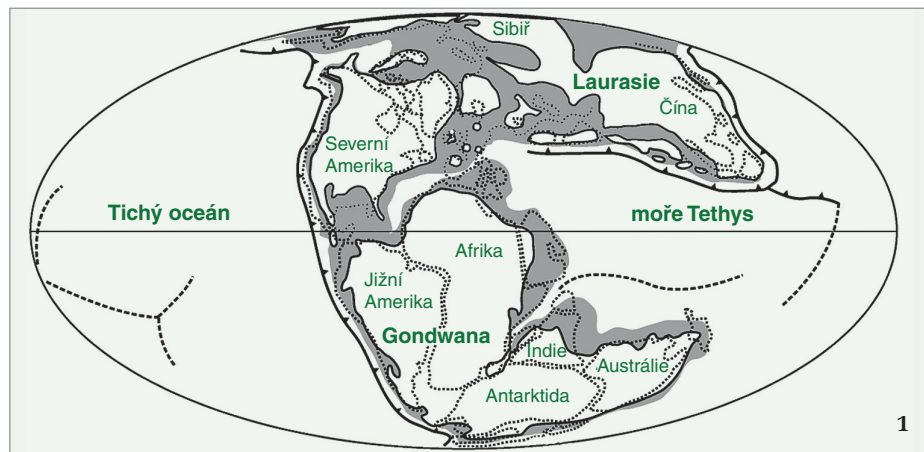 Sibiř
Laurasie
Čína
Severní
Amerika
Tichý oceán
moře Tethys
Afrika
Jižní
Amerika
Gondwana
Indie
Austrálie
Antarktida
1